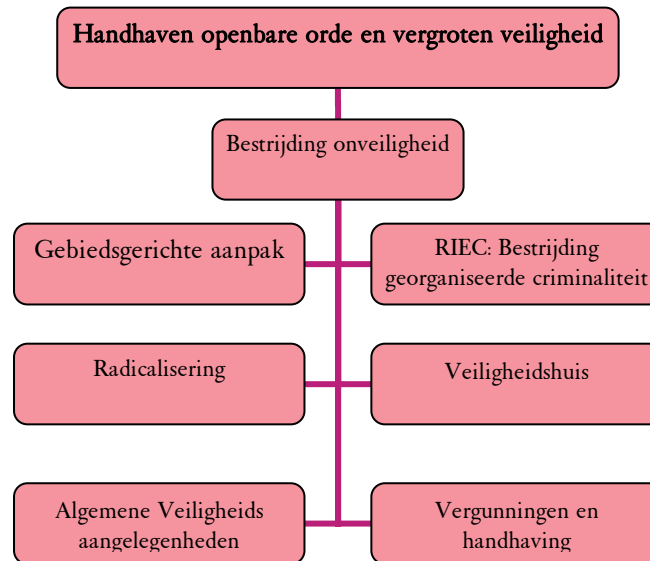 Handhaven openbare orde en vergroten veiligheid
Bestrijding onveiligheid
Gebiedsgerichte aanpak
RIEC: Bestrijding
georganiseerde criminaliteit
Radicalisering
Veiligheidshuis
Algemene Veiligheids
aangelegenheden
Vergunningen en
handhaving